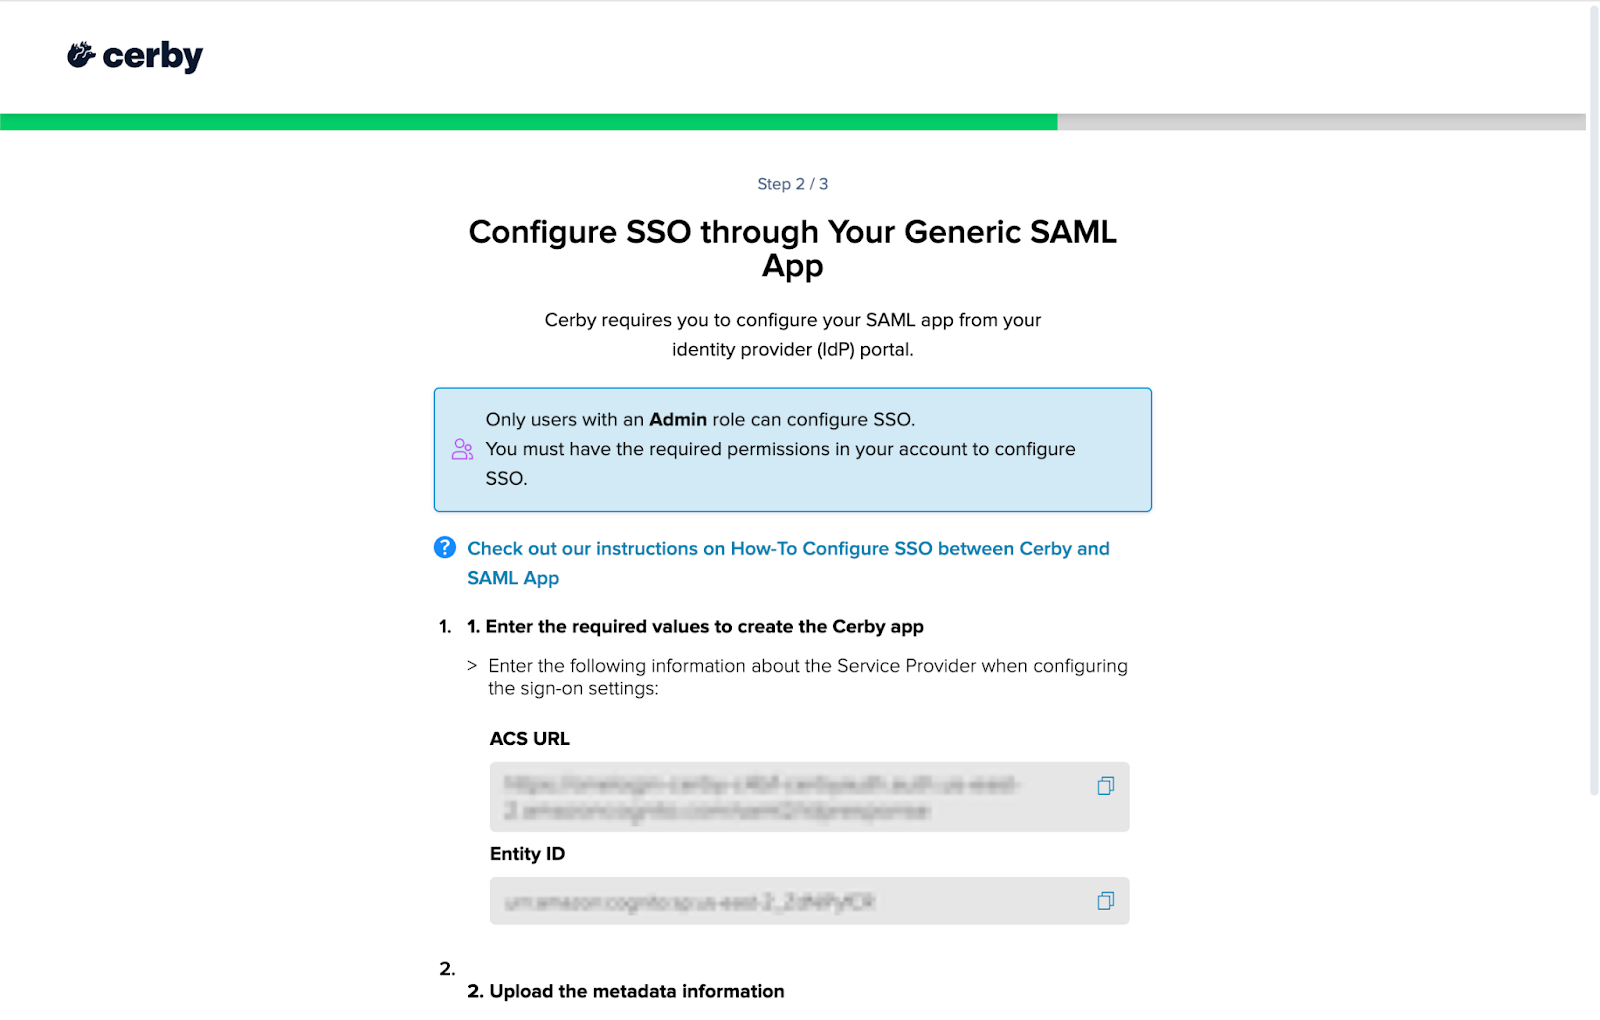 cerby
Step 2 / 3
Configure SSO through Your Generic SAML
App
Cerby requires you to configure your SAML app from your
identity provider (IdP) portal.
Only users with an Admin role can configure SSO.
You must have the required permissions in your account to configure
SSO.
? Check out our instructions on How-To Configure SSO between Cerby and
SAML App
1. 1. Enter the required values to create the Cerby app
> Enter the following information about the Service Provider when configuring
the sign-on settings:
ACS URL
Entity ID
2.
2. Upload the metadata information